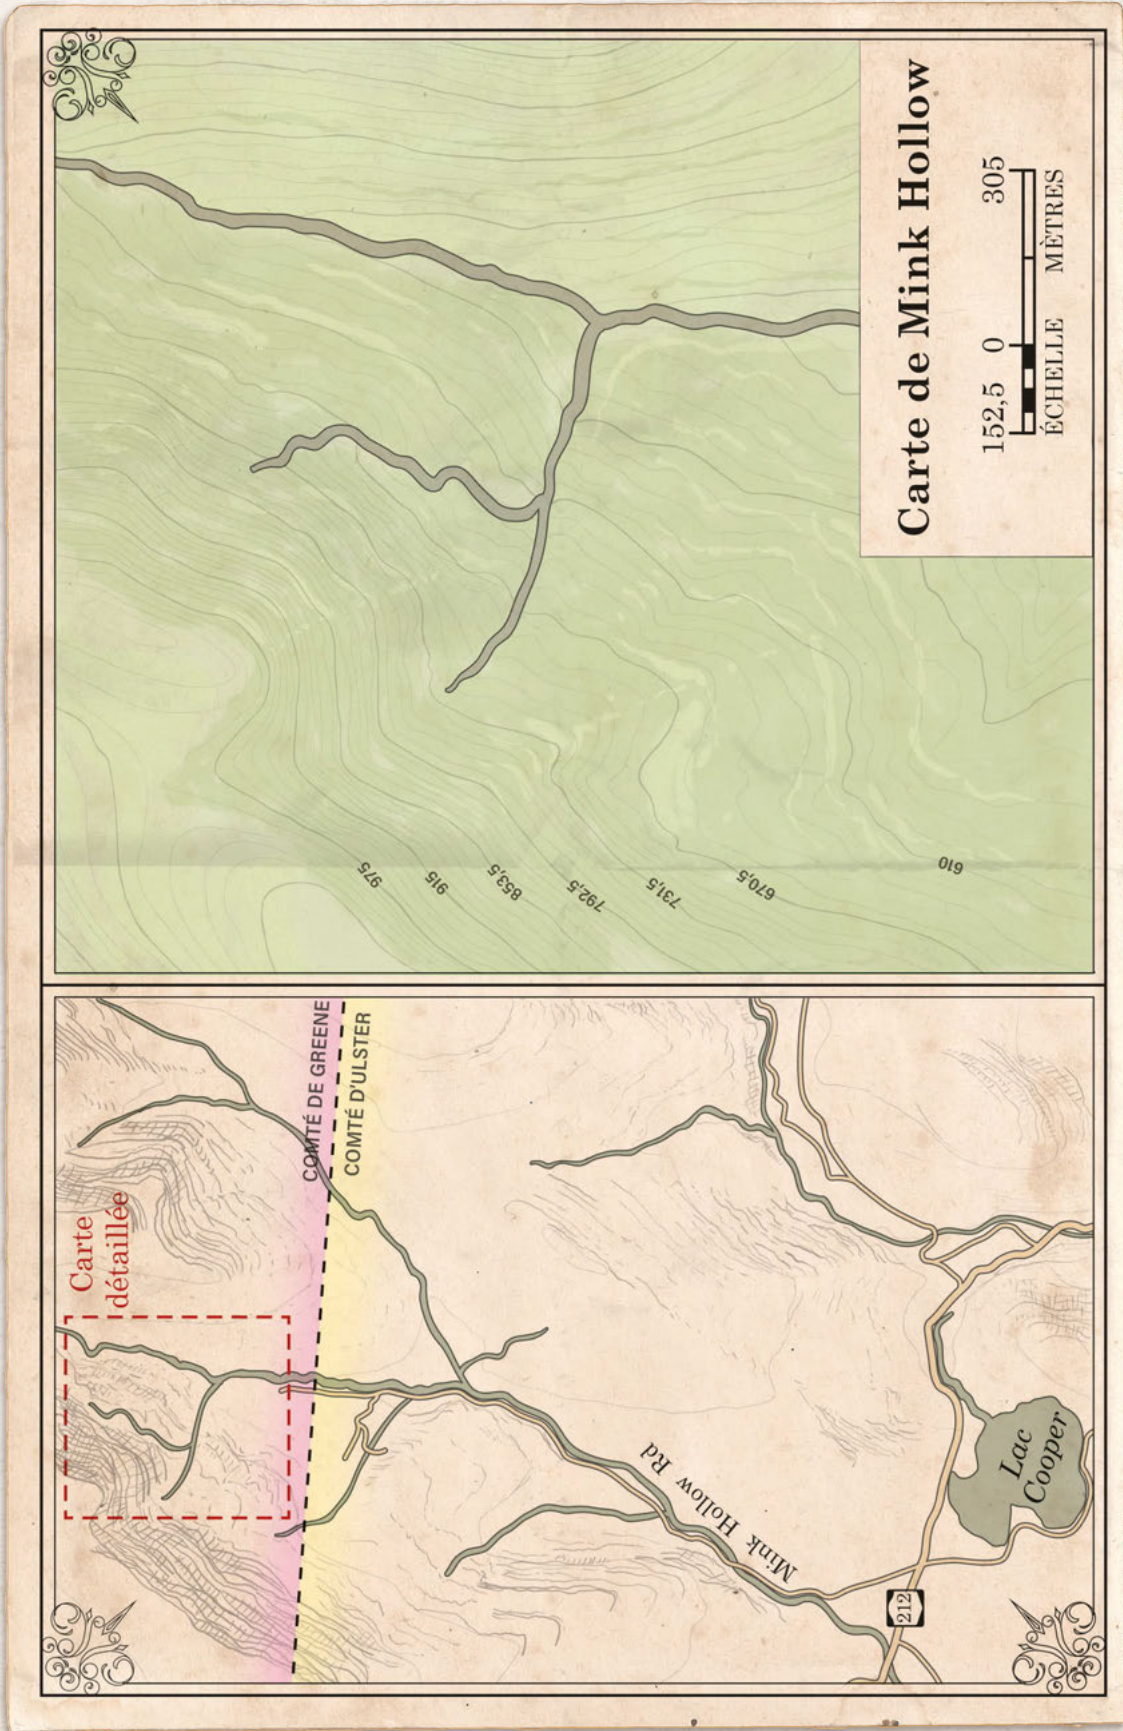 Carte
détaillée
COMTÉ DE GREENE
COMTÉ D'ULSTER
Mink Hollow Rd
212
Lac
Cooper
975
915
853,5
792,5
731,5
670,5
610
Carte de Mink Hollow
152,5 0 305
ÉCHELLE MÈTRES